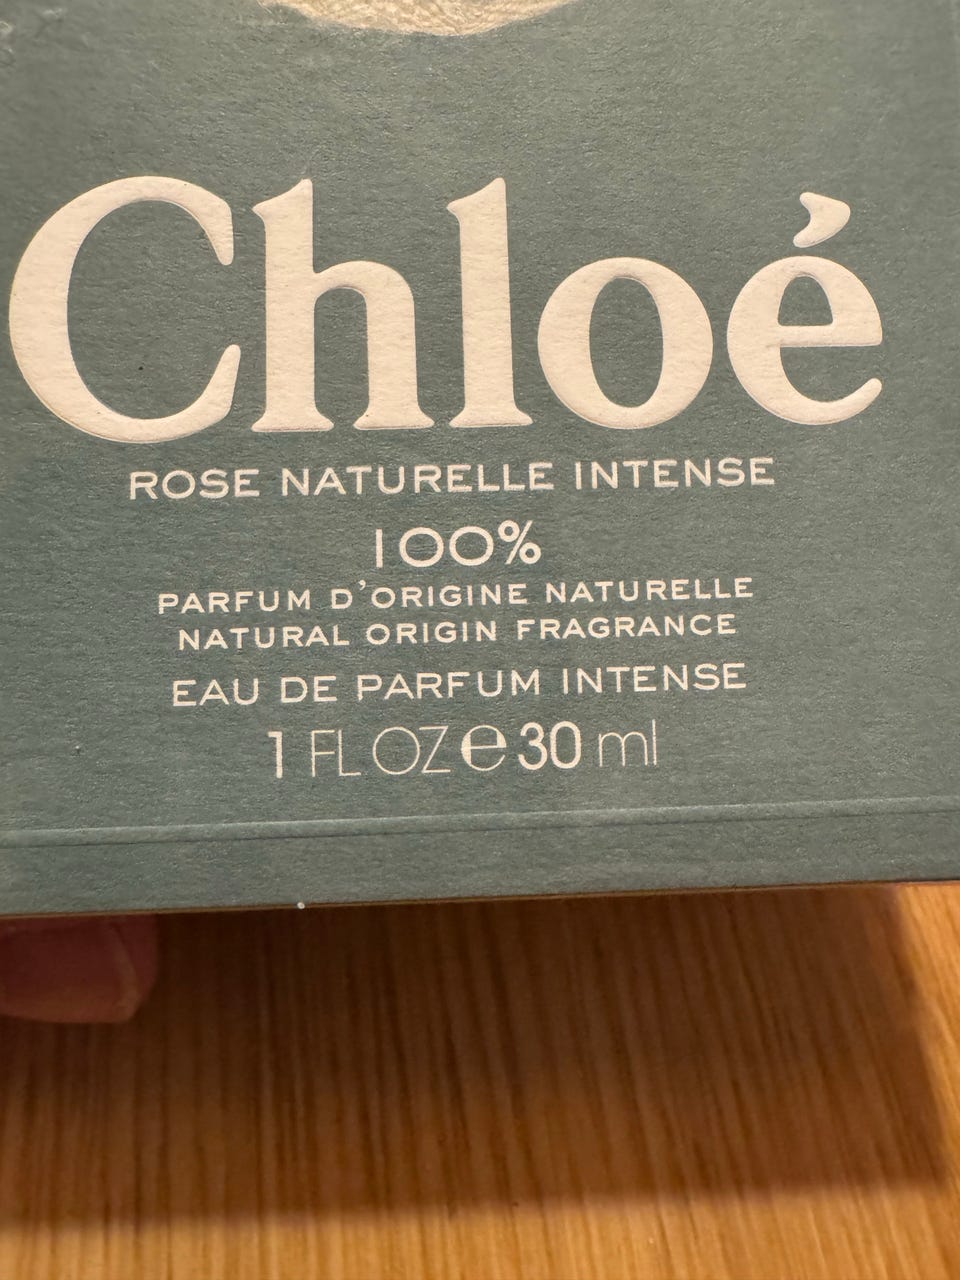 Chloé
ROSE NATURELLE INTENSE
100%
PARFUM D'ORIGINE NATURELLE
NATURAL ORIGIN FRAGRANCE
EAU DE PARFUM INTENSE
1 FL OZ ℮ 30 ml